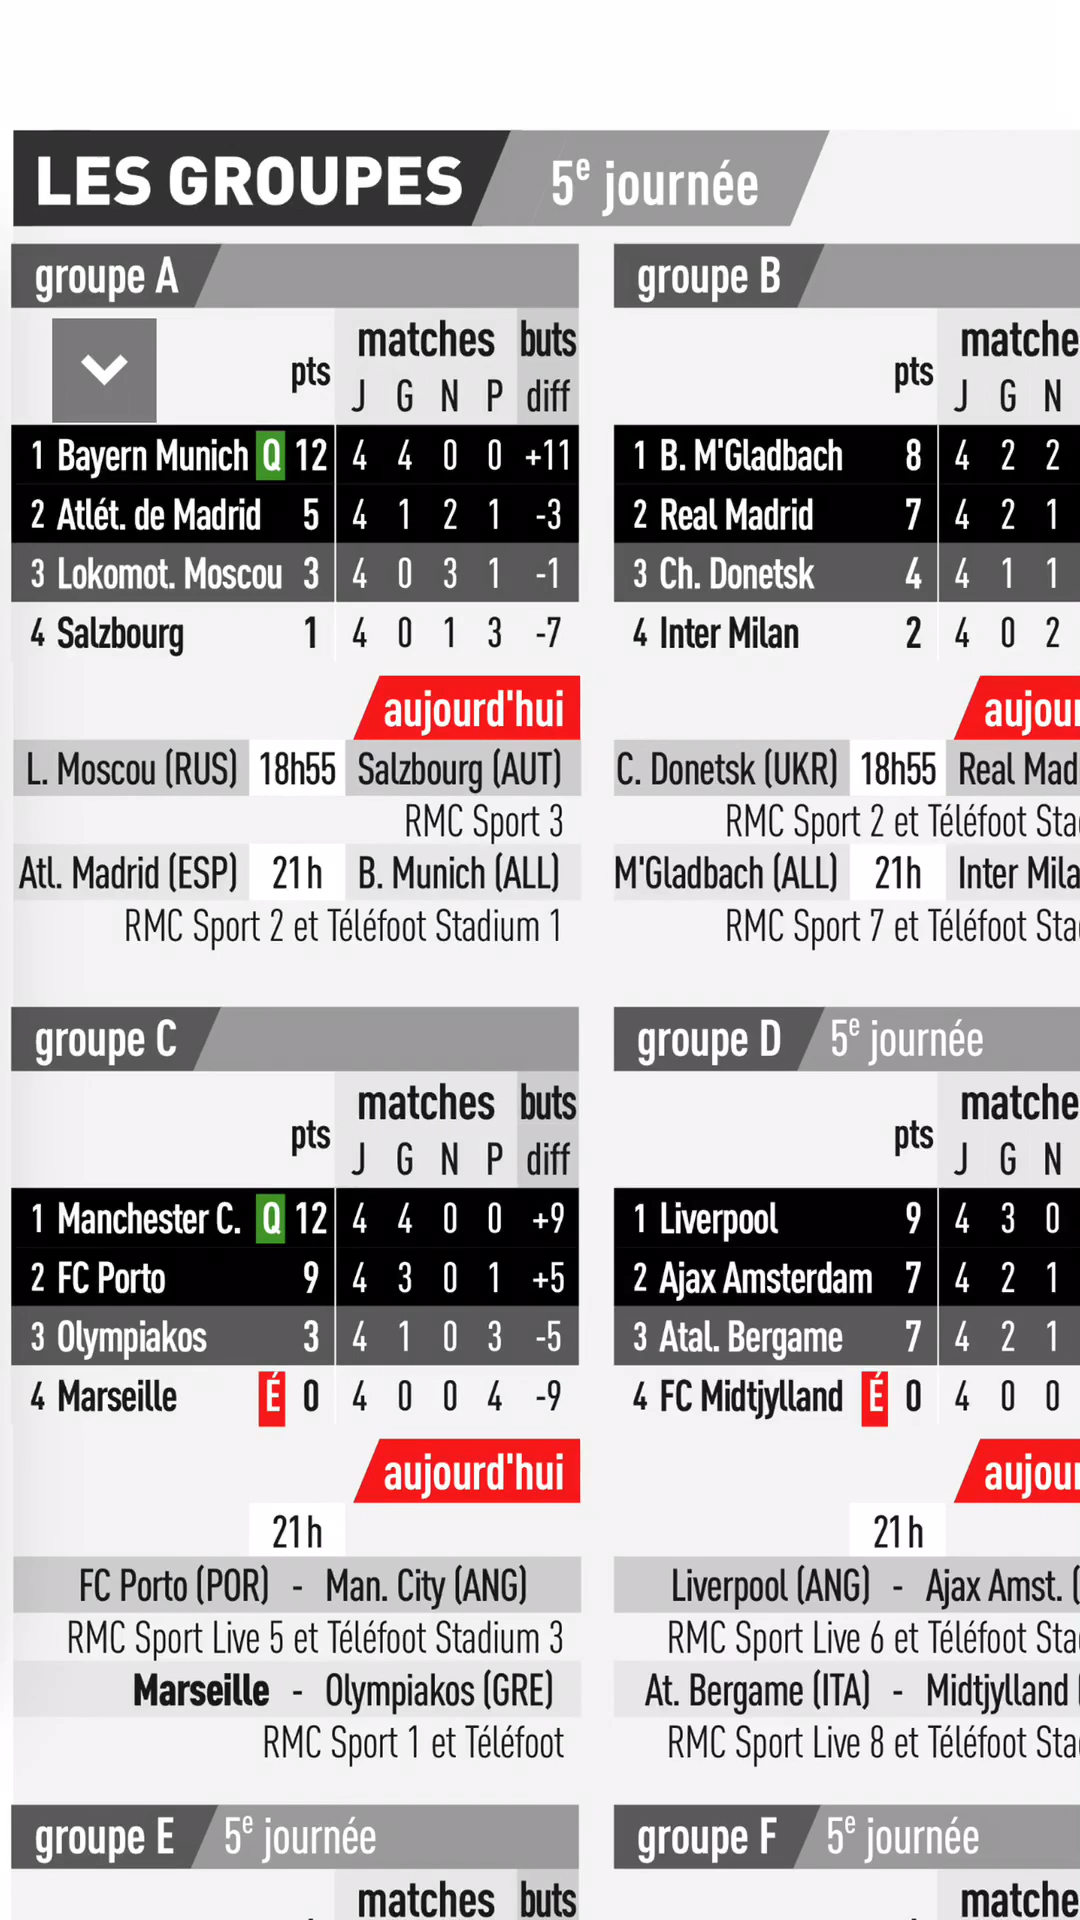 LES GROUPES 5e journée
groupe A
matches buts
pts J G N P diff
1 Bayern Munich Q 12 4 4 0 0 +11
2 Atlét. de Madrid 5 4 1 2 1 -3
3 Lokomot. Moscou 3 4 0 3 1 -1
4 Salzbourg 1 4 0 1 3 -7
aujourd'hui
L. Moscou (RUS) 18h55 Salzbourg (AUT)
RMC Sport 3
Atl. Madrid (ESP) 21h B. Munich (ALL)
RMC Sport 2 et Téléfoot Stadium 1
groupe B
matche
pts J G N
1 B. M'Gladbach 8 4 2 2
2 Real Madrid 7 4 2 1
3 Ch. Donetsk 4 4 1 1
4 Inter Milan 2 4 0 2
aujour
C. Donetsk (UKR) 18h55 Real Mad
RMC Sport 2 et Téléfoot Sta
M'Gladbach (ALL) 21h Inter Mila
RMC Sport 7 et Téléfoot Sta
groupe C
matches buts
pts J G N P diff
1 Manchester C. Q 12 4 4 0 0 +9
2 FC Porto 9 4 3 0 1 +5
3 Olympiakos 3 4 1 0 3 -5
4 Marseille É 0 4 0 0 4 -9
aujourd'hui
21h
FC Porto (POR) - Man. City (ANG)
RMC Sport Live 5 et Téléfoot Stadium 3
Marseille - Olympiakos (GRE)
RMC Sport 1 et Téléfoot
groupe D 5e journée
matche
pts J G N
1 Liverpool 9 4 3 0
2 Ajax Amsterdam 7 4 2 1
3 Atal. Bergame 7 4 2 1
4 FC Midtjylland É 0 4 0 0
aujour
21h
Liverpool (ANG) - Ajax Amst. (
RMC Sport Live 6 et Téléfoot Sta
At. Bergame (ITA) - Midtjylland
RMC Sport Live 8 et Téléfoot Sta
groupe E 5e journée
matches buts
groupe F 5e journée
matche